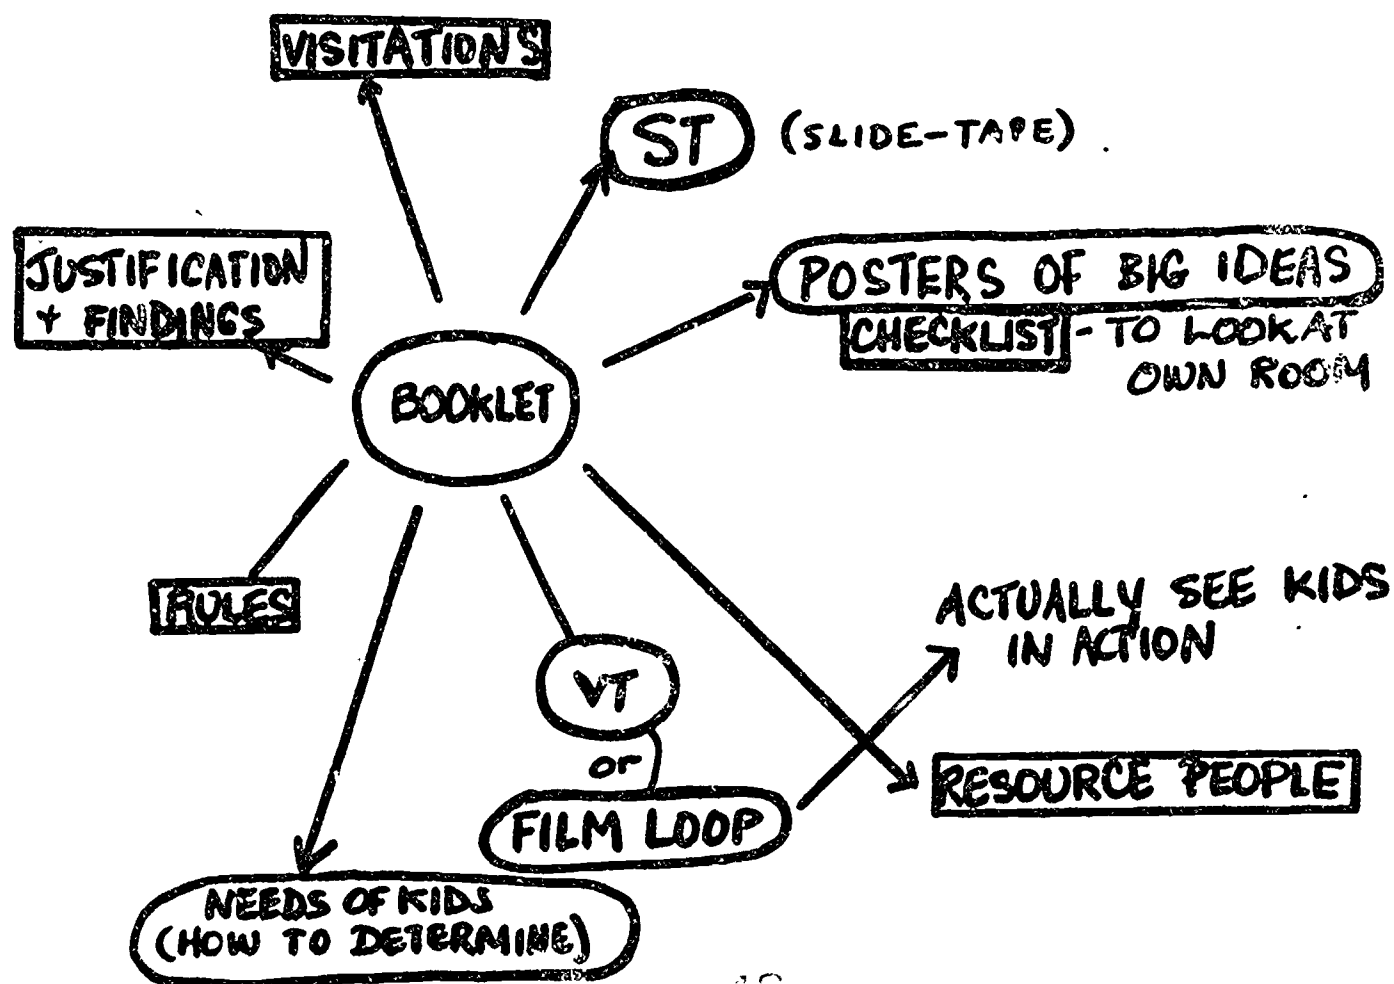 VISITATIONS
ST (SLIDE-TAPE)
JUSTIFICATION
+ FINDINGS
POSTERS OF BIG IDEAS
CHECKLIST - TO LOOK AT
OWN ROOM
BOOKLET
RULES
ACTUALLY SEE KIDS
IN ACTION
VT
or
FILM LOOP
RESOURCE PEOPLE
NEEDS OF KIDS
(HOW TO DETERMINE)